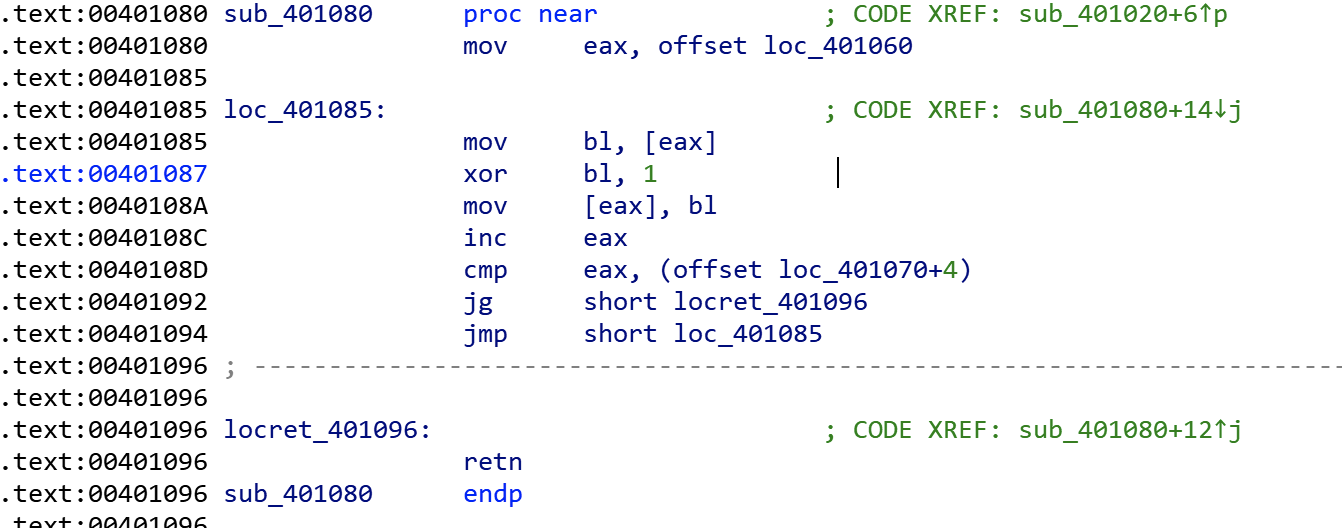 .text:00401080 sub_401080      proc near               ; CODE XREF: sub_401020+6↑p
.text:00401080                 mov     eax, offset loc_401060
.text:00401085
.text:00401085 loc_401085:                             ; CODE XREF: sub_401080+14↓j
.text:00401085                 mov     bl, [eax]
.text:00401087                 xor     bl, 1
.text:0040108A                 mov     [eax], bl
.text:0040108C                 inc     eax
.text:0040108D                 cmp     eax, (offset loc_401070+4)
.text:00401092                 jg      short locret_401096
.text:00401094                 jmp     short loc_401085
.text:00401096 ; ---------------------------------------------------------------------------
.text:00401096
.text:00401096 locret_401096:                          ; CODE XREF: sub_401080+12↑j
.text:00401096                 retn
.text:00401096 sub_401080      endp
.text:00401096